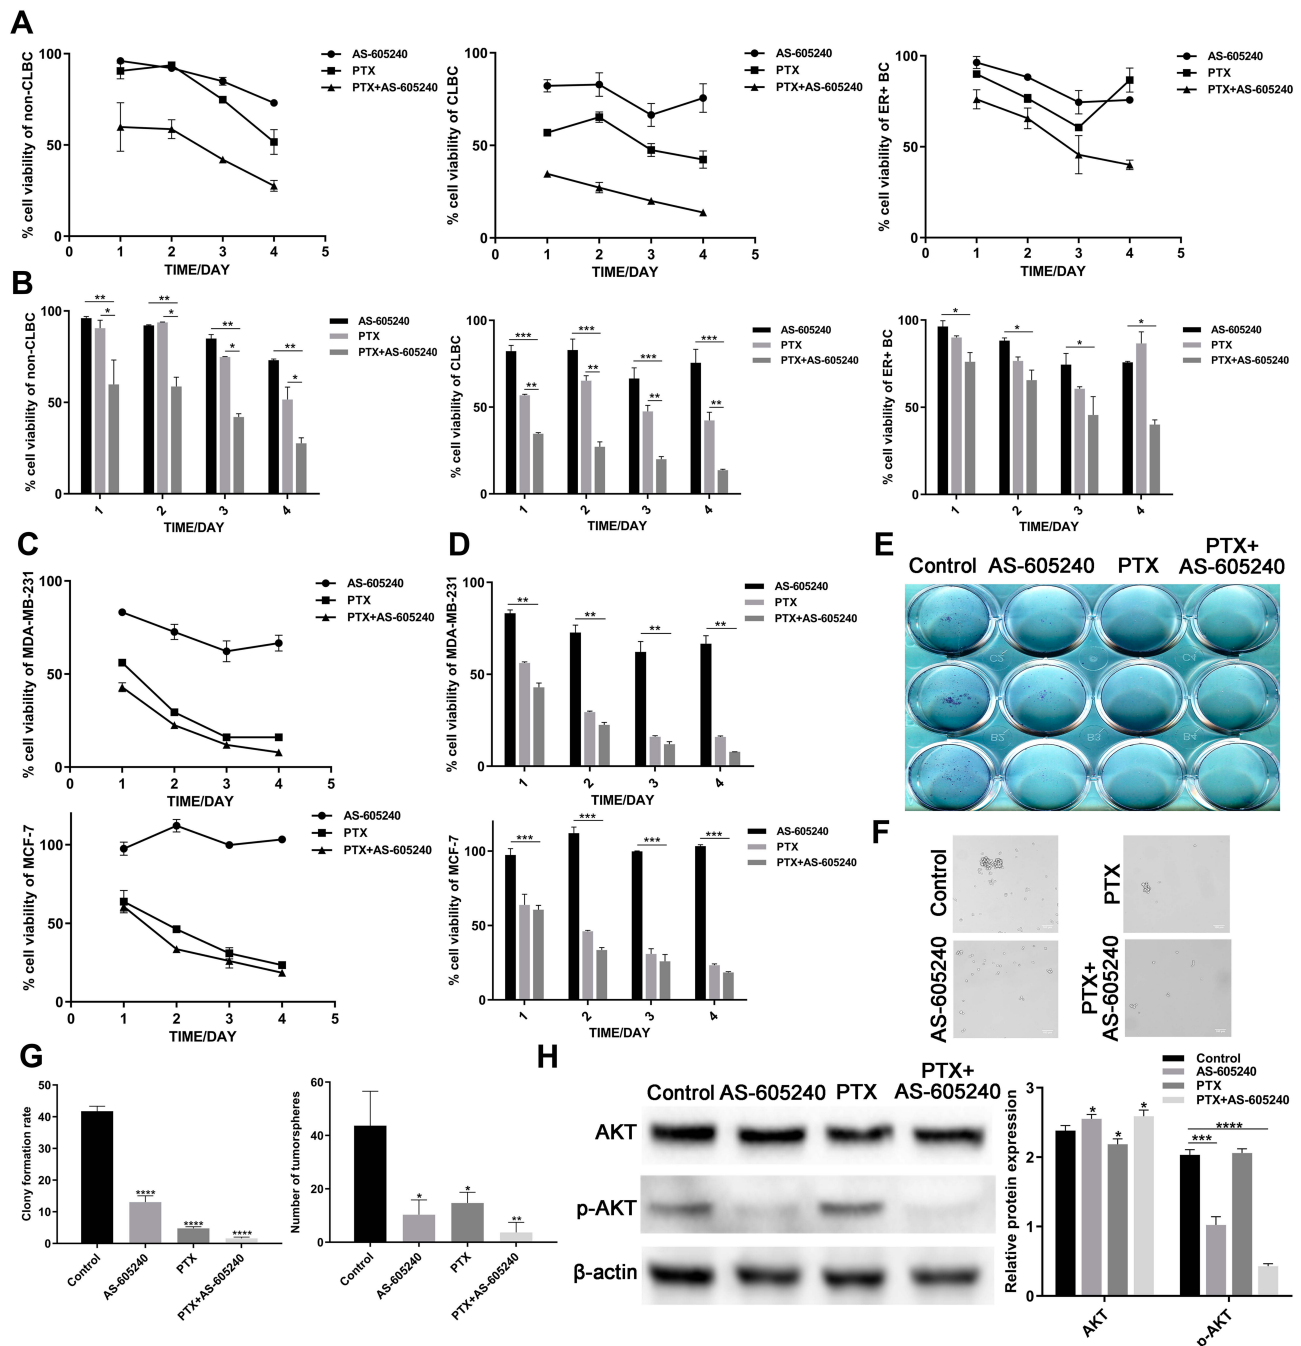 A
% cell viability of non-CLBC
100
50
0
0 1 2 3 4 5
TIME/DAY
AS-605240
PTX
PTX+AS-605240
% cell viability of CLBC
100
50
0
0 1 2 3 4 5
TIME/DAY
AS-605240
PTX
PTX+AS-605240
% cell viability of ER+ BC
100
50
0
0 1 2 3 4 5
TIME/DAY
AS-605240
PTX
PTX+AS-605240
B
% cell viability of non-CLBC
100
50
0
** * ** * ** * ** *
1 2 3 4
TIME/DAY
AS-605240
PTX
PTX+AS-605240
% cell viability of CLBC
100
50
0
*** ** *** ** *** ** *** **
1 2 3 4
TIME/DAY
AS-605240
PTX
PTX+AS-605240
% cell viability of ER+ BC
100
50
0
* * * *
1 2 3 4
TIME/DAY
AS-605240
PTX
PTX+AS-605240
C
% cell viability of MDA-MB-231
100
50
0
0 1 2 3 4 5
TIME/DAY
AS-605240
PTX
PTX+AS-605240
% cell viability of MCF-7
100
50
0
0 1 2 3 4 5
TIME/DAY
AS-605240
PTX
PTX+AS-605240
D
% cell viability of MDA-MB-231
100
50
0
** ** ** **
1 2 3 4
TIME/DAY
AS-605240
PTX
PTX+AS-605240
% cell viability of MCF-7
100
50
0
*** *** *** ***
1 2 3 4
TIME/DAY
AS-605240
PTX
PTX+AS-605240
E
Control AS-605240 PTX PTX+
AS-605240
B3 B4
F
Control
PTX
AS-605240
PTX+
AS-605240
G
Clony formation rate
50
40
30
20
10
0
**** **** ****
Control AS-605240 PTX PTX+AS-605240
Number of tumorspheres
60
40
20
0
* * **
Control AS-605240 PTX PTX+AS-605240
H
Control AS-605240 PTX PTX+
AS-605240
AKT
p-AKT
β-actin
Relative protein expression
3
2
1
0
* * * *** ****
AKT p-AKT
Control
AS-605240
PTX
PTX+AS-605240